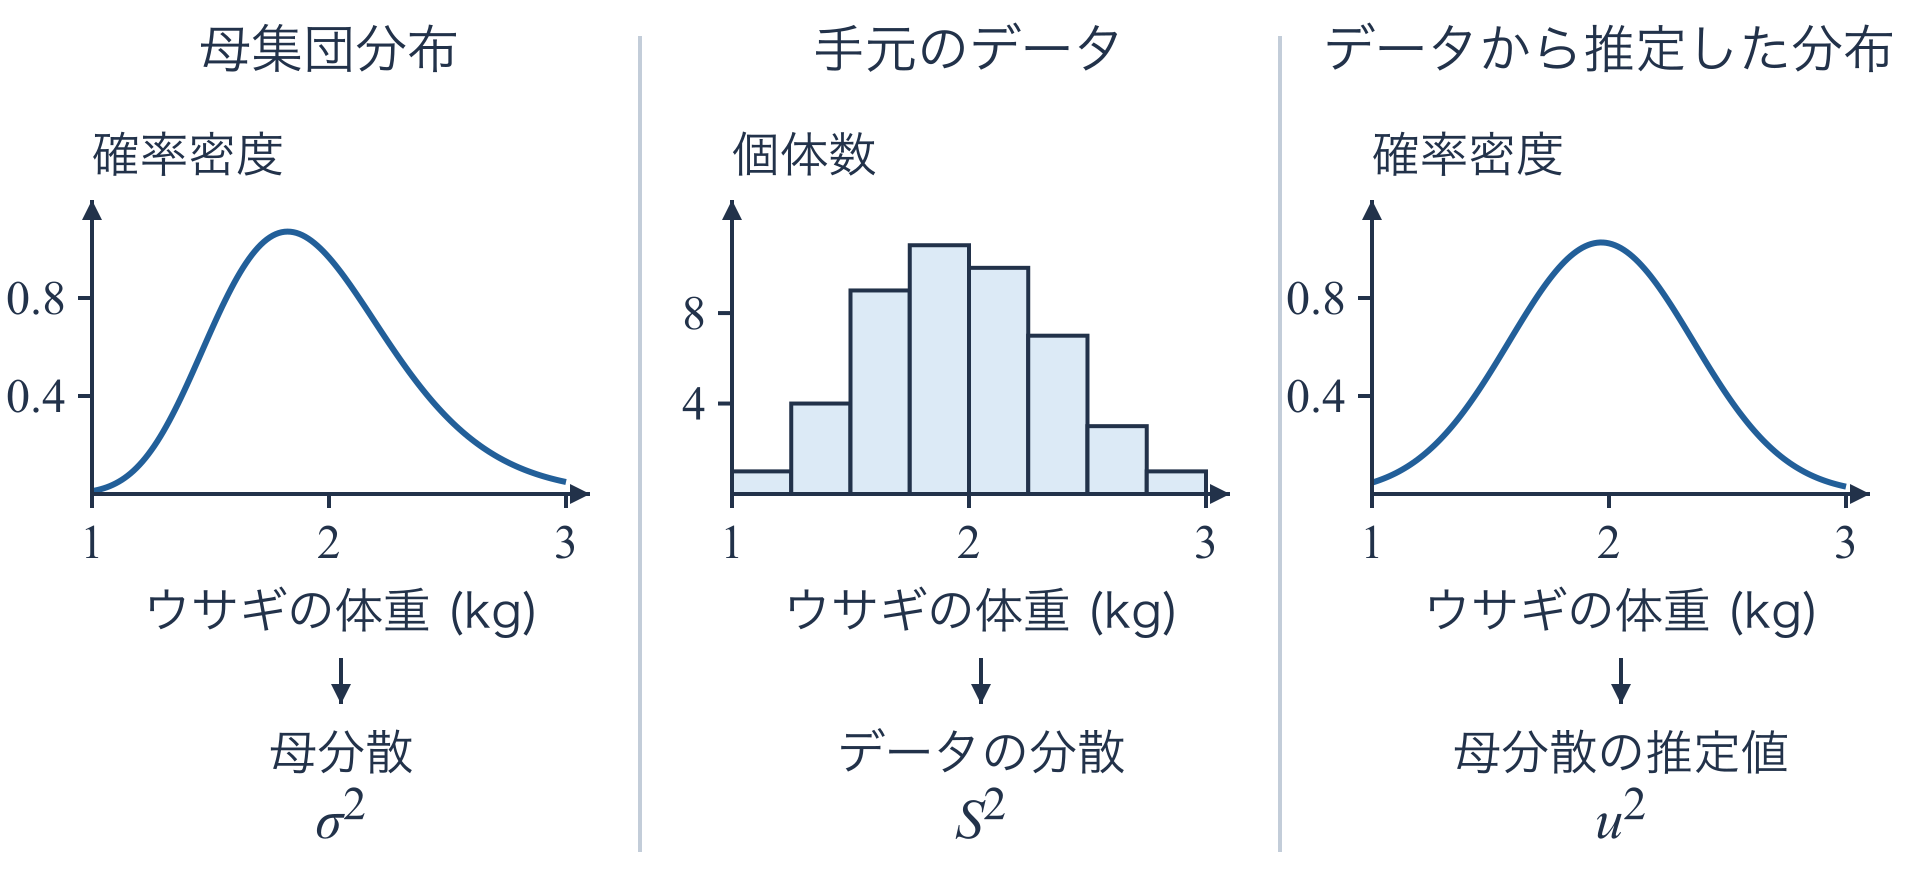 母集団分布
確率密度
0.8
0.4
1 2 3
ウサギの体重 (kg)
母分散
σ²
手元のデータ
個体数
8
4
1 2 3
ウサギの体重 (kg)
データの分散
S²
データから推定した分布
確率密度
0.8
0.4
1 2 3
ウサギの体重 (kg)
母分散の推定値
u²